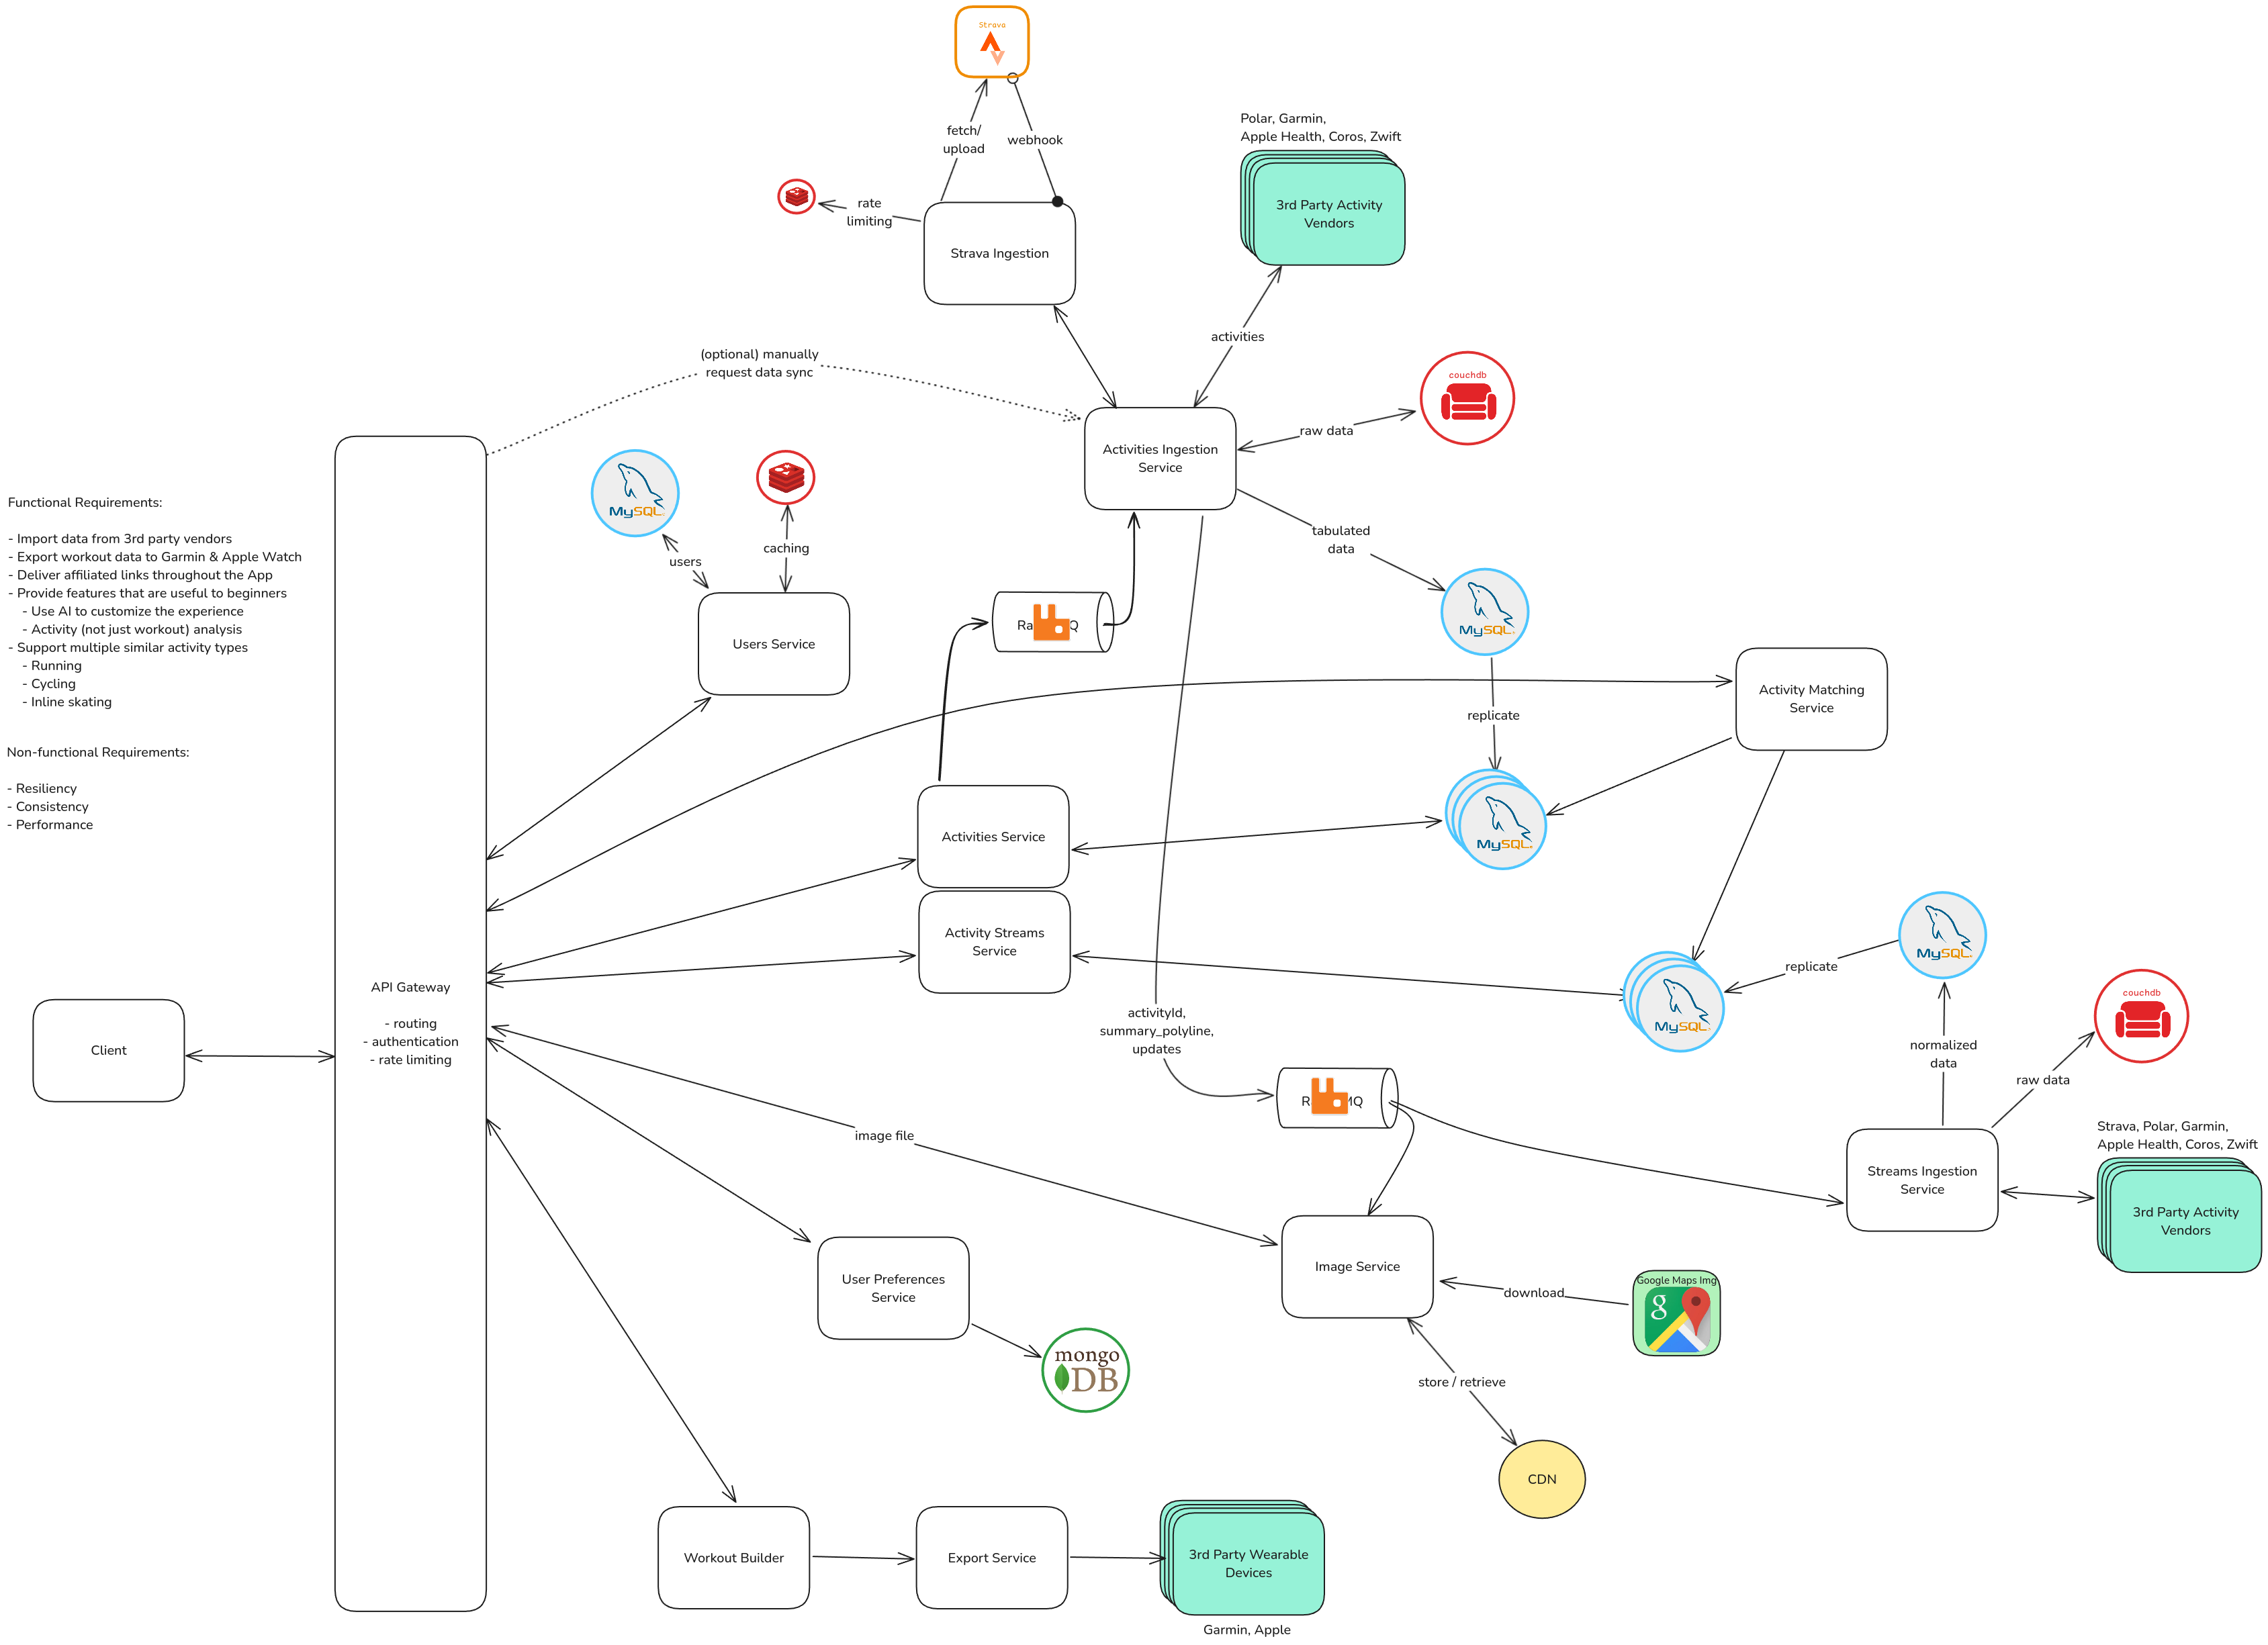 Strava
fetch/
upload
webhook
Polar, Garmin,
Apple Health, Coros, Zwift
3rd Party Activity
Vendors
rate
limiting
Strava Ingestion
activities
(optional) manually
request data sync
couchdb
raw data
Activities Ingestion
Service
MySQL
users
caching
tabulated
data
Functional Requirements:
- Import data from 3rd party vendors
- Export workout data to Garmin & Apple Watch
- Deliver affiliated links throughout the App
- Provide features that are useful to beginners
- Use AI to customize the experience
- Activity (not just workout) analysis
- Support multiple similar activity types
- Running
- Cycling
- Inline skating
Non-functional Requirements:
- Resiliency
- Consistency
- Performance
Users Service
MySQL
replicate
Activity Matching
Service
Activities Service
MySQL
Activity Streams
Service
MySQL
replicate
MySQL
couchdb
normalized
data
raw data
API Gateway
- routing
- authentication
- rate limiting
Client
activityId,
summary_polyline,
updates
image file
Strava, Polar, Garmin,
Apple Health, Coros, Zwift
Streams Ingestion
Service
3rd Party Activity
Vendors
User Preferences
Service
Image Service
download
Google Maps Img
g
mongo
DB
store / retrieve
CDN
Workout Builder
Export Service
3rd Party Wearable
Devices
Garmin, Apple